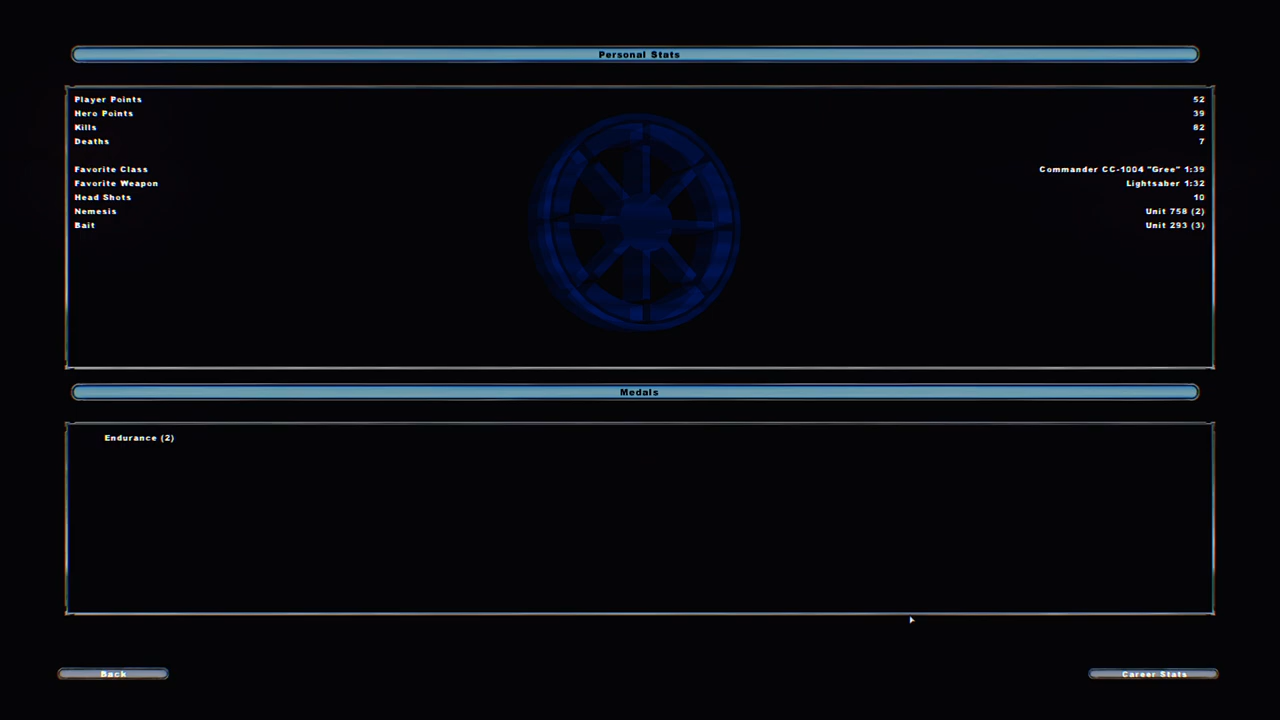 Personal Stats
Player Points 52
Hero Points 39
Kills 82
Deaths 7
Favorite Class Commander CC-1004 "Gree" 1:39
Favorite Weapon Lightsaber 1:32
Head Shots 10
Nemesis Unit 758 (2)
Bait Unit 293 (3)
Medals
Endurance (2)
Back Career Stats